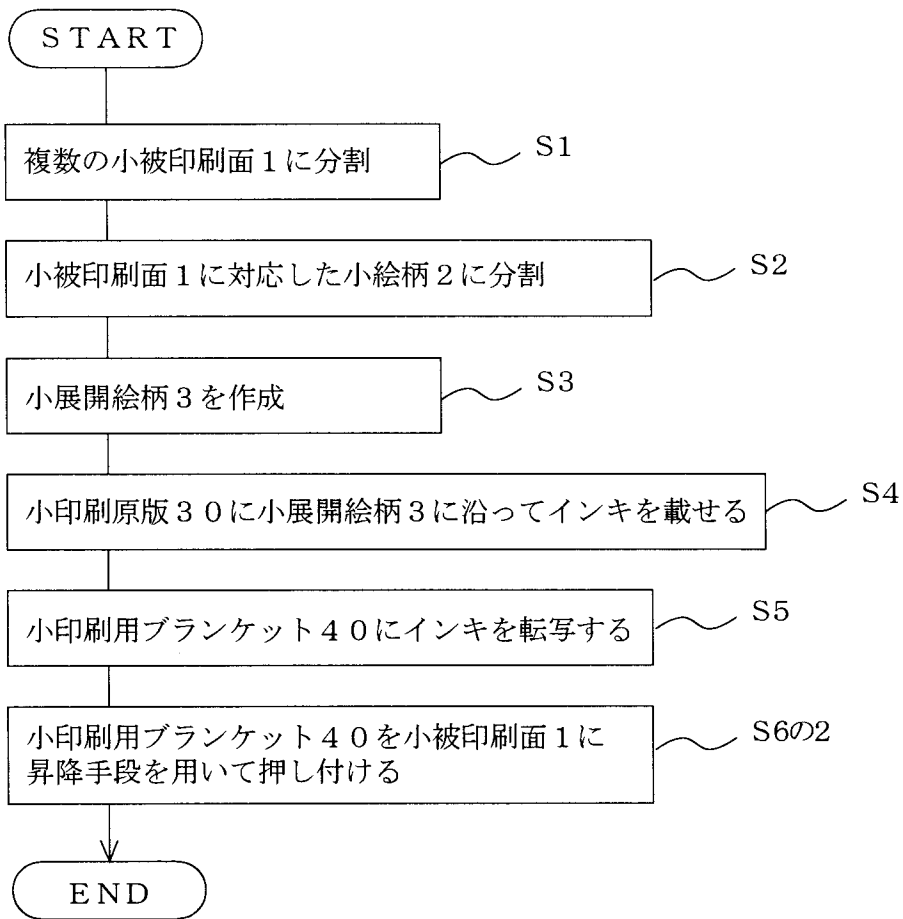 START
複数の小被印刷面1に分割
S1
小被印刷面1に対応した小絵柄2に分割
S2
小展開絵柄3を作成
S3
小印刷原版30に小展開絵柄3に沿ってインキを載せる
S4
小印刷用ブランケット40にインキを転写する
S5
小印刷用ブランケット40を小被印刷面1に
昇降手段を用いて押し付ける
S6の2
END